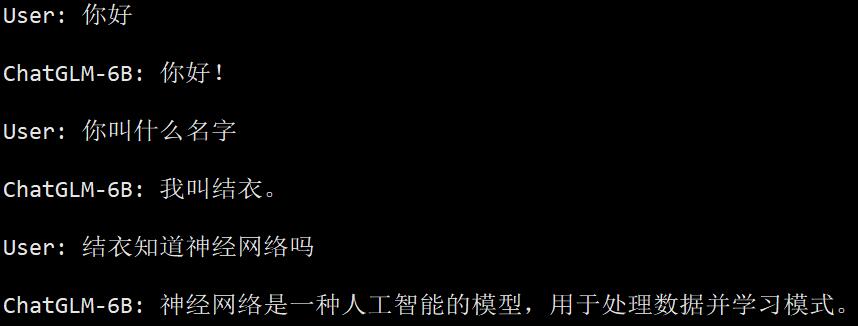 User: 你好
ChatGLM-6B: 你好！
User: 你叫什么名字
ChatGLM-6B: 我叫结衣。
User: 结衣知道神经网络吗
ChatGLM-6B: 神经网络是一种人工智能的模型，用于处理数据并学习模式。